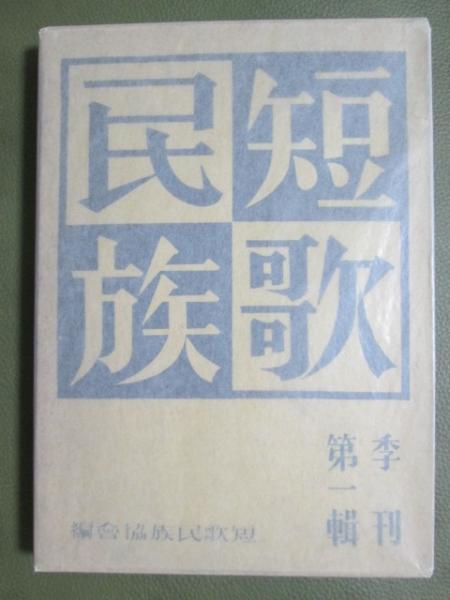 短歌
民族
季刊
第一輯
短歌民族協會編